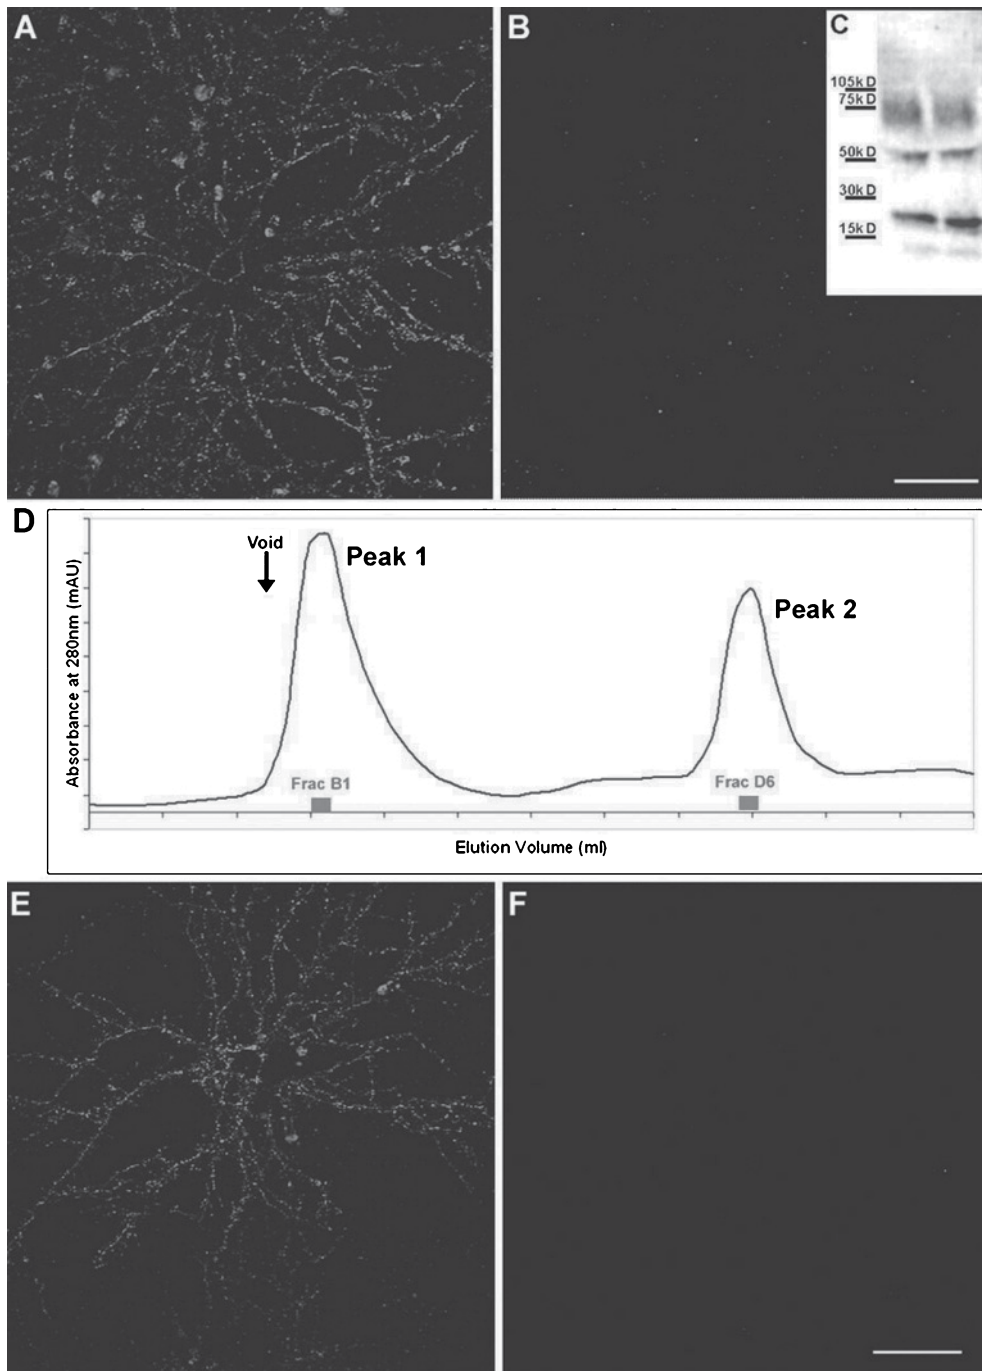 A
B
C
105kD
75kD
50kD
30kD
15kD
D
Void
Peak 1
Peak 2
Absorbance at 280nm (mAU)
Frac B1
Frac D6
Elution Volume (ml)
E
F